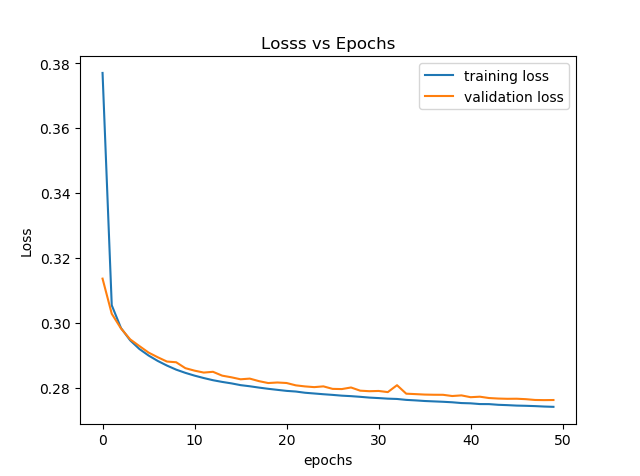 Losss vs Epochs
training loss
validation loss
Loss
0.38
0.36
0.34
0.32
0.30
0.28
0 10 20 30 40 50
epochs